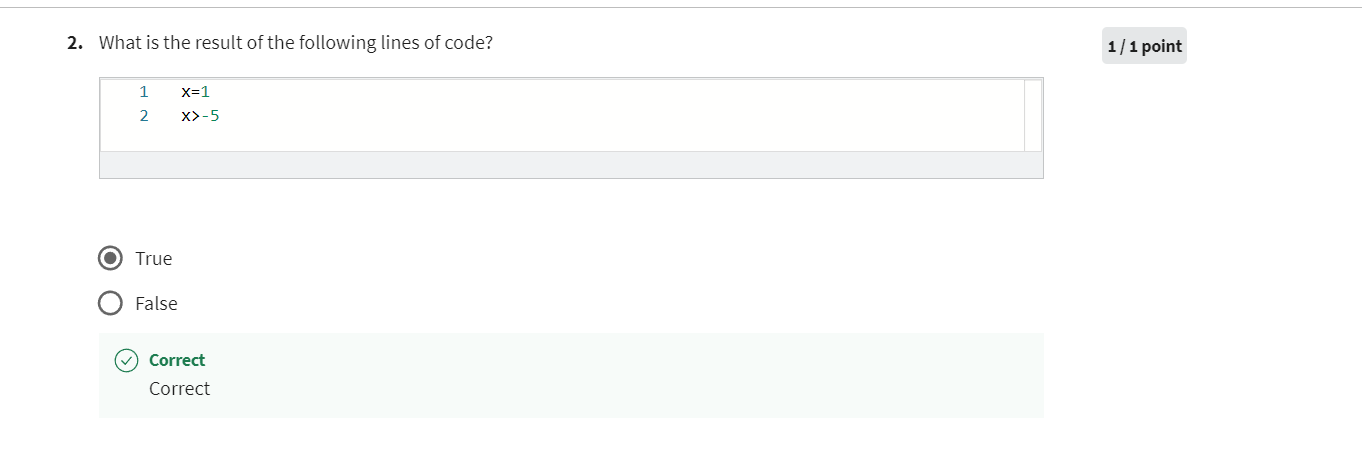 2. What is the result of the following lines of code?
1 / 1 point
1 x=1
2 x>-5
True
False
Correct
Correct